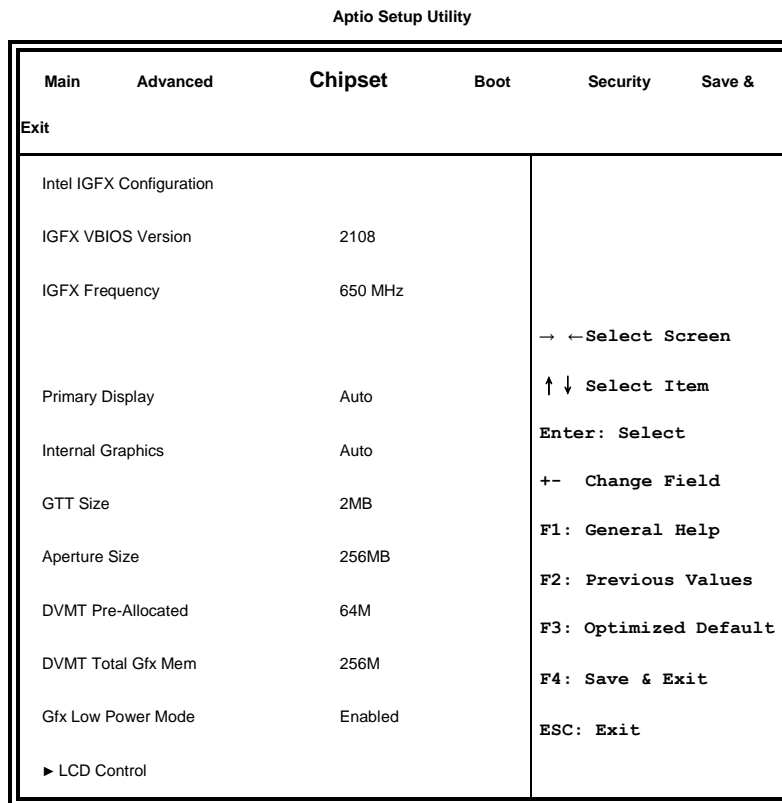 Aptio Setup Utility
Main Advanced Chipset Boot Security Save &
Exit
Intel IGFX Configuration
IGFX VBIOS Version 2108
IGFX Frequency 650 MHz
Primary Display Auto
Internal Graphics Auto
GTT Size 2MB
Aperture Size 256MB
DVMT Pre-Allocated 64M
DVMT Total Gfx Mem 256M
Gfx Low Power Mode Enabled
► LCD Control
→ ←Select Screen
↑↓ Select Item
Enter: Select
+- Change Field
F1: General Help
F2: Previous Values
F3: Optimized Default
F4: Save & Exit
ESC: Exit